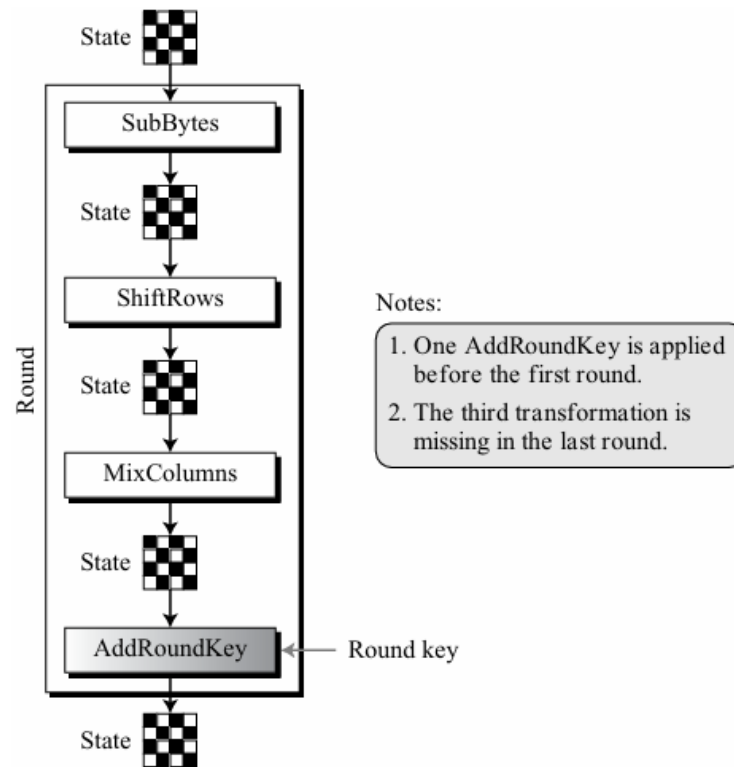 State
SubBytes
State
ShiftRows
State
MixColumns
State
AddRoundKey
Round key
State
Round
Notes:
1. One AddRoundKey is applied
before the first round.
2. The third transformation is
missing in the last round.